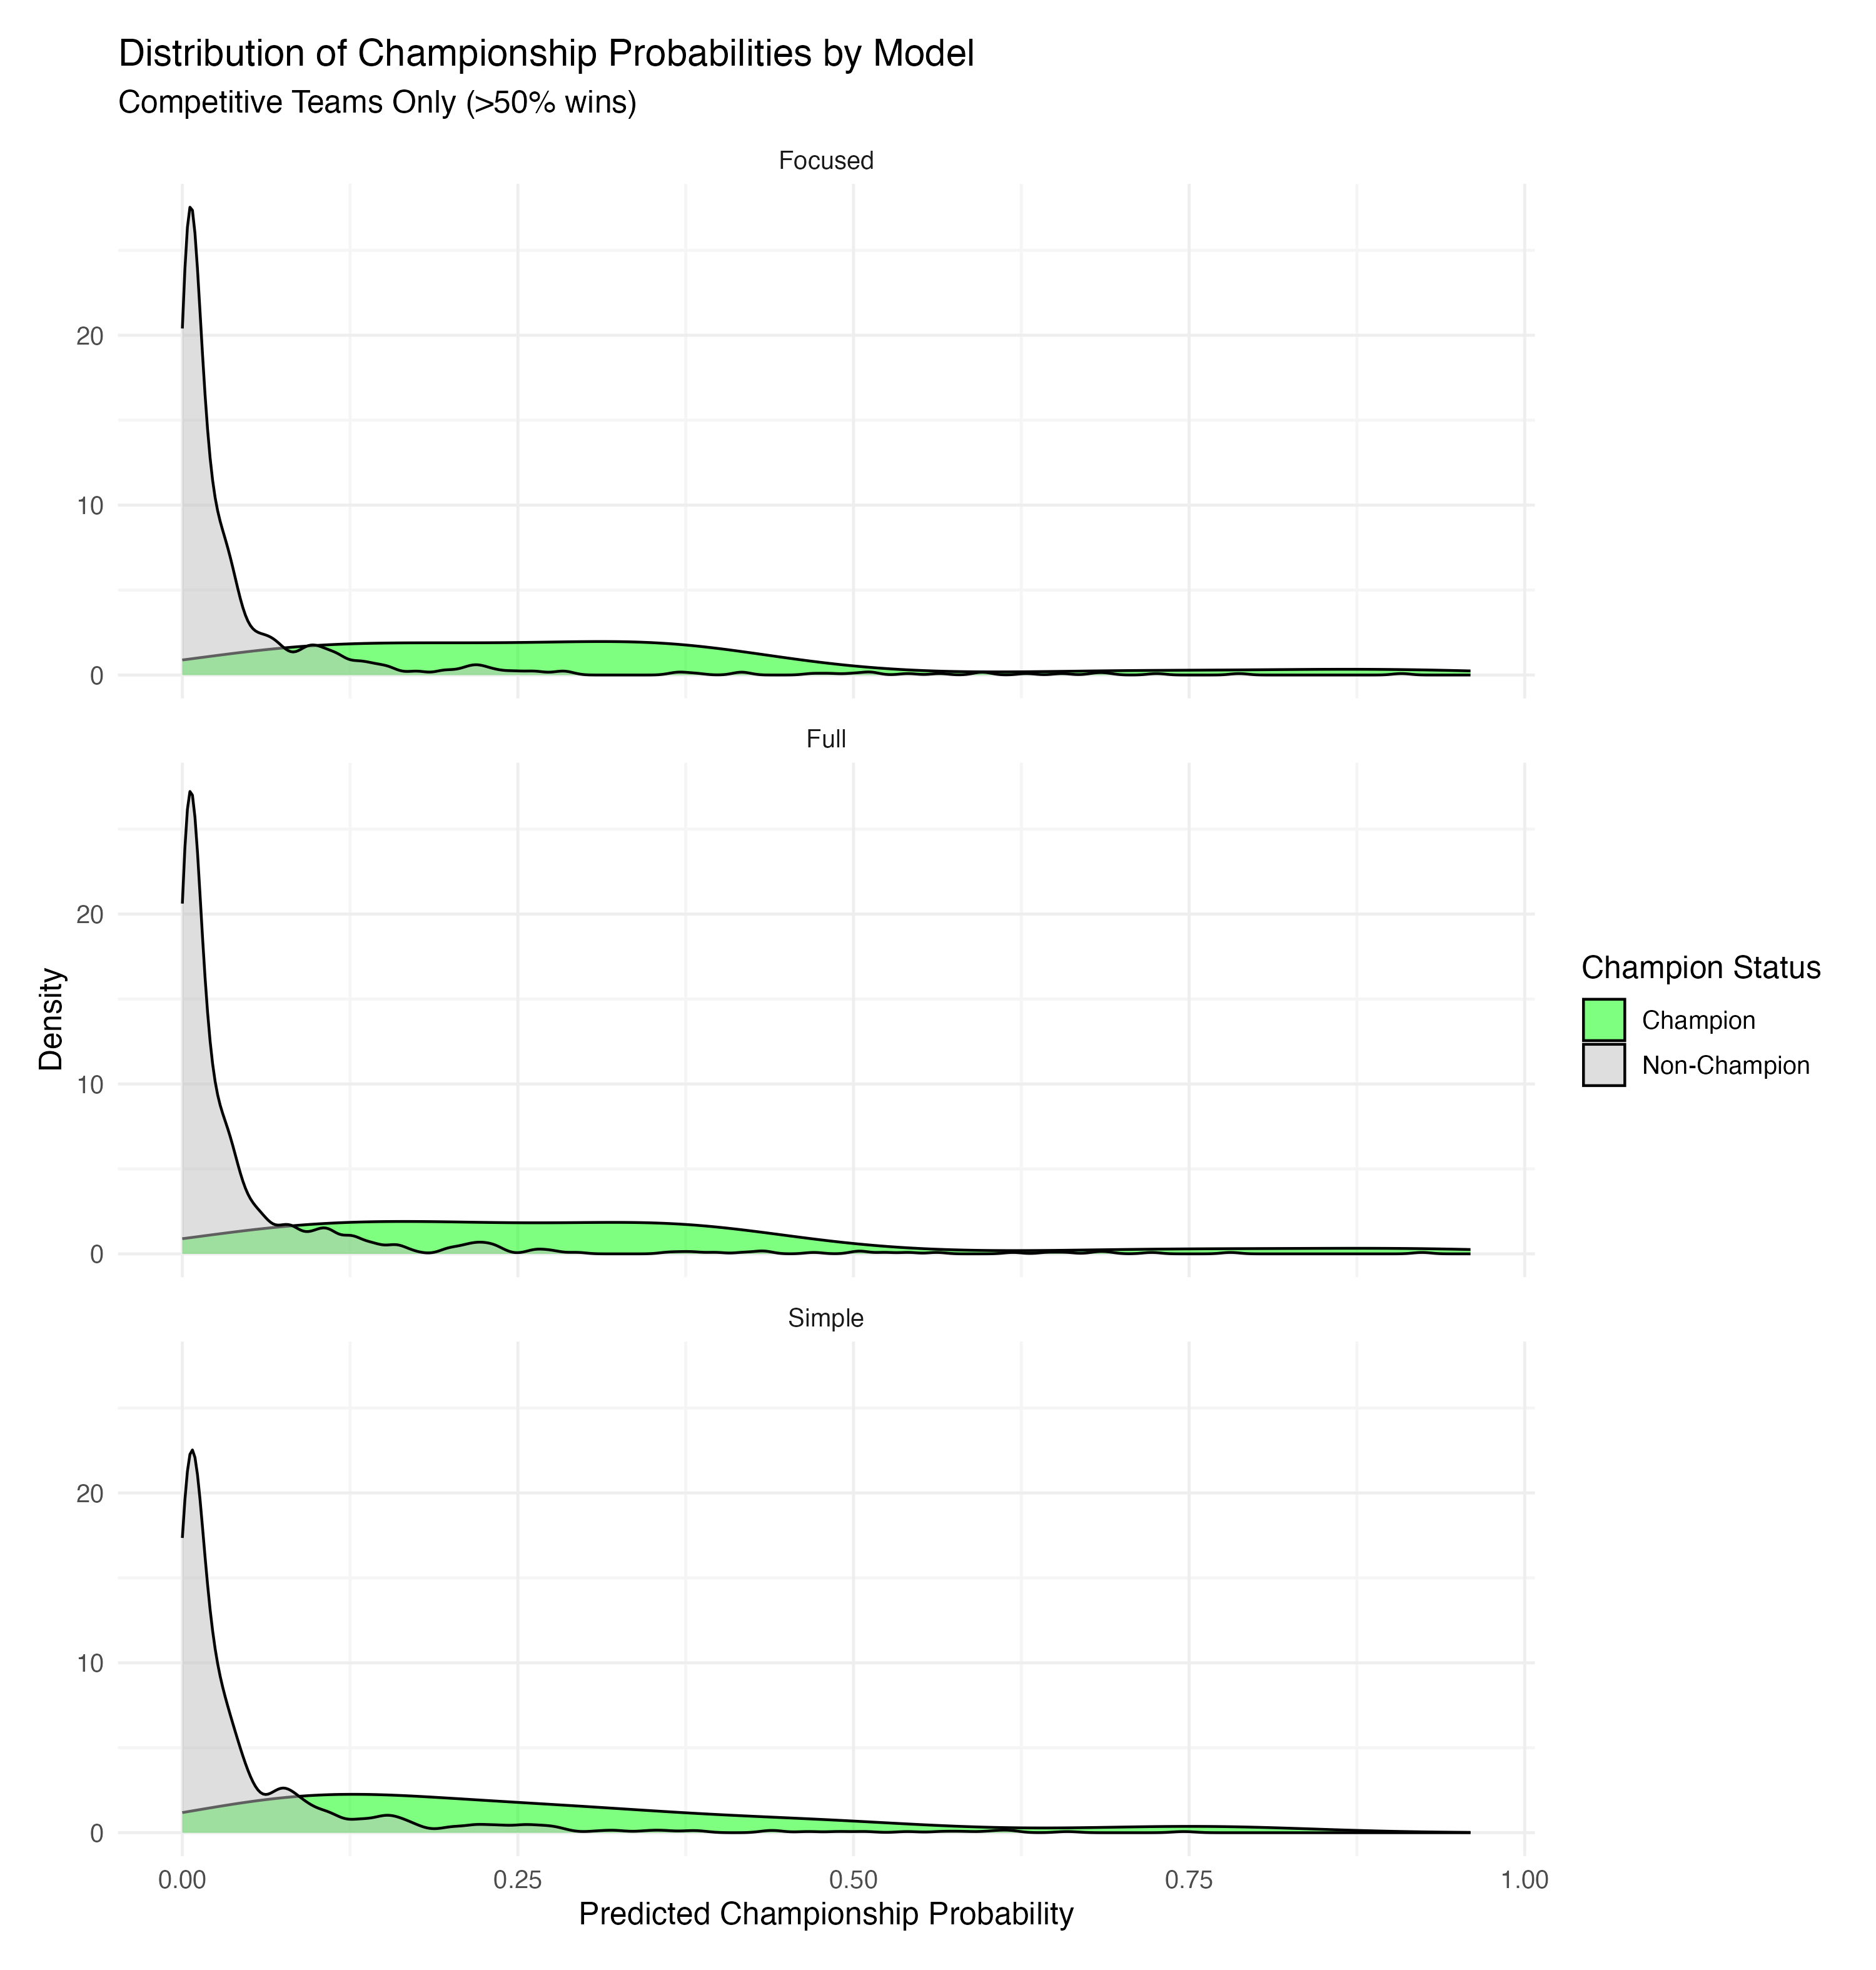 Distribution of Championship Probabilities by Model
Competitive Teams Only (>50% wins)
Focused
20
10
0
Full
20
10
0
Simple
20
10
0
0.00
0.25
0.50
0.75
1.00
Predicted Championship Probability
Density
Champion Status
Champion
Non-Champion